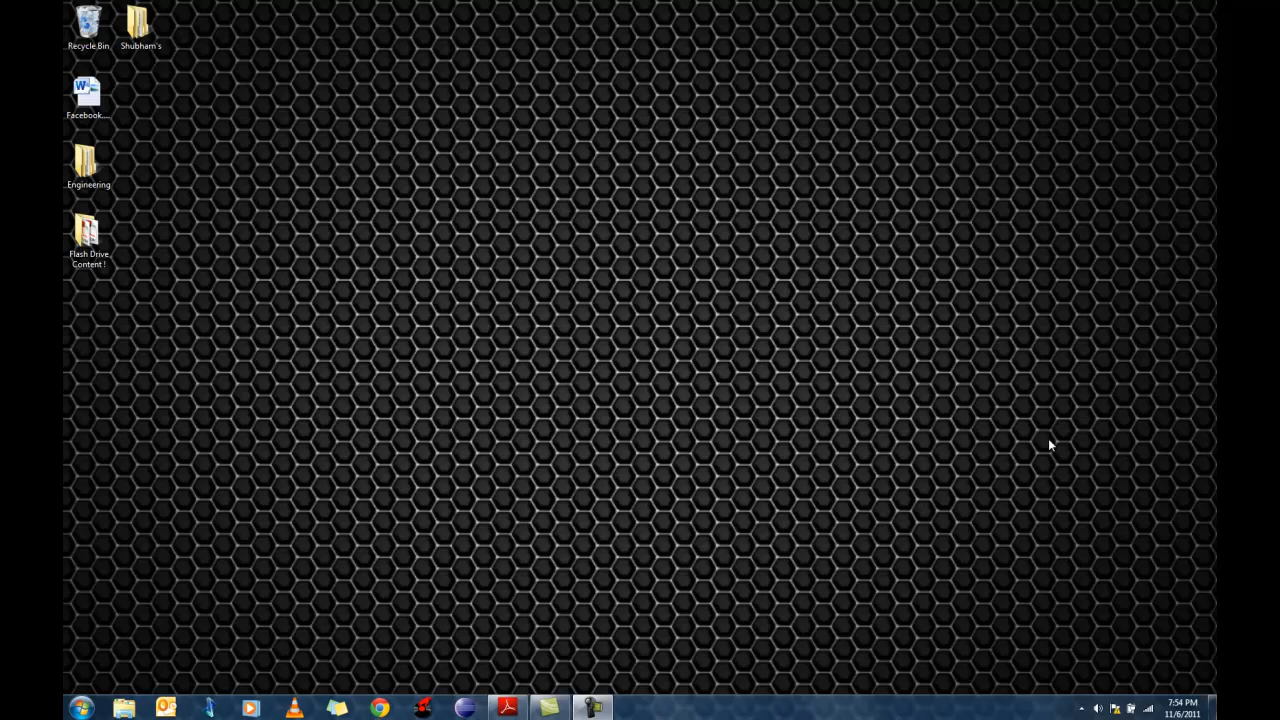 Recycle Bin
Shubham's
Facebook....
Engineering
Flash Drive
Content !
7:54 PM
11/6/2011